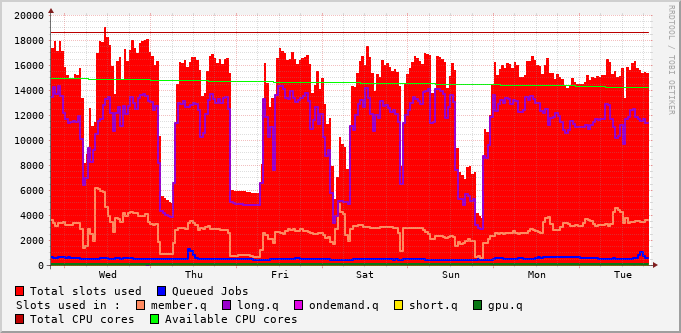 20000
18000
16000
14000
12000
10000
8000
6000
4000
2000
0
Wed Thu Fri Sat Sun Mon Tue
Total slots used Queued Jobs
Slots used in : member.q long.q ondemand.q short.q gpu.q
Total CPU cores Available CPU cores
RRDTOOL / TOBI OETIKER